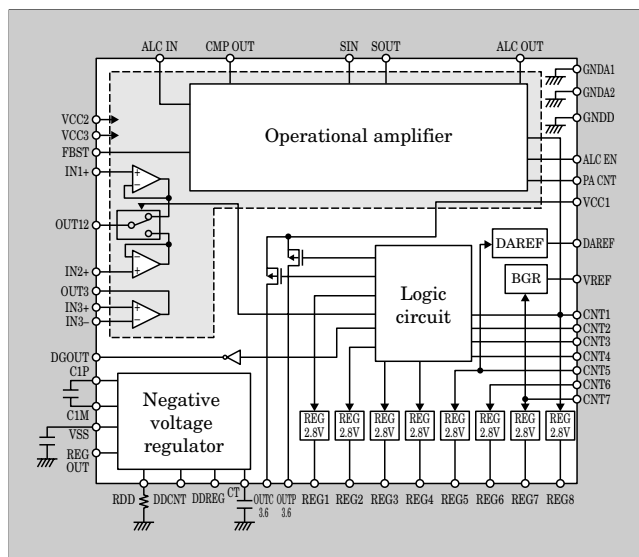 ALC IN
CMP OUT
SIN
SOUT
ALC OUT
GNDA1
GNDA2
GNDD
VCC2
VCC3
FBST
IN1+
OUT12
IN2+
OUT3
IN3+
IN3–
DGOUT
C1P
C1M
VSS
REG
OUT
Operational amplifier
ALC EN
PA CNT
VCC1
DAREF
DAREF
BGR
VREF
Logic
circuit
CNT1
CNT2
CNT3
CNT4
CNT5
CNT6
CNT7
Negative
voltage
regulator
REG
2.8V
REG
2.8V
REG
2.8V
REG
2.8V
REG
2.8V
REG
2.8V
REG
2.8V
REG
2.8V
RDD
DDCNT
DDREG
CT
OUTC
3.6
OUTP
3.6
REG1
REG2
REG3
REG4
REG5
REG6
REG7
REG8